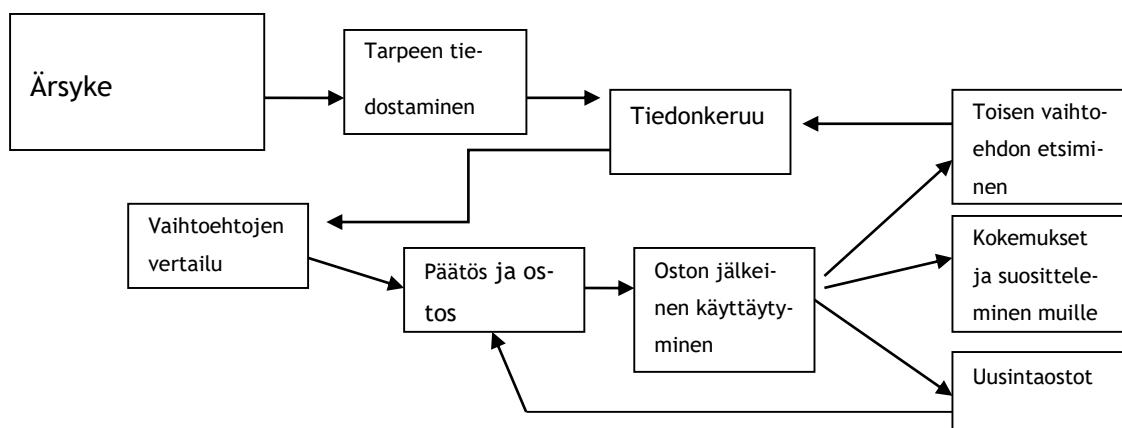 Ärsyke
Tarpeen tie-
dostaminen
Tiedonkeruu
Toisen vaihto-
ehdon etsimi-
nen
Vaihtoehtojen
vertailu
Päätös ja os-
tos
Oston jälkei-
nen käyttäyty-
minen
Kokemukset
ja suosittele-
minen muille
Uusintaostot